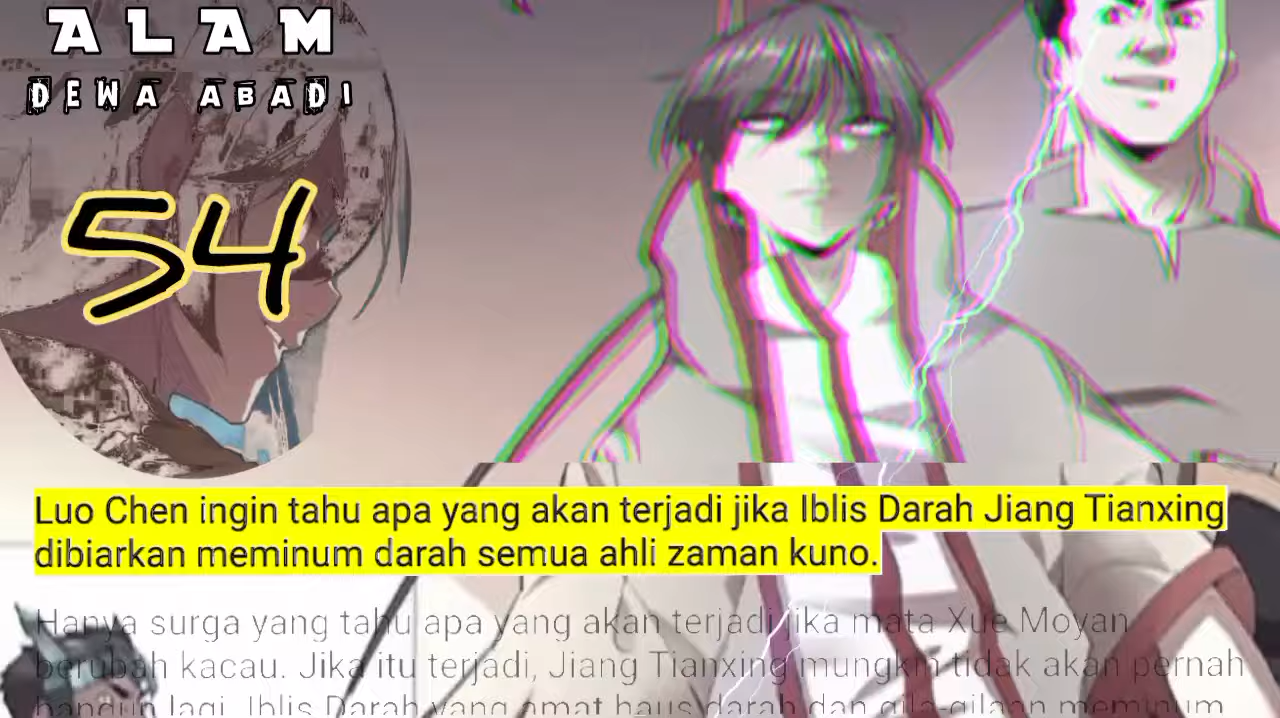 ALAM
DEWA ABADI
54
Luo Chen ingin tahu apa yang akan terjadi jika Iblis Darah Jiang Tianxing
dibiarkan meminum darah semua ahli zaman kuno.
Hanya surga yang tahu apa yang akan terjadi jika mata Xue Moyan
berubah kacau. Jika itu terjadi, Jiang Tianxing mungkin tidak akan pernah
bangun lagi. Iblis Darah yang amat haus darah dan gila-gilaan meminum